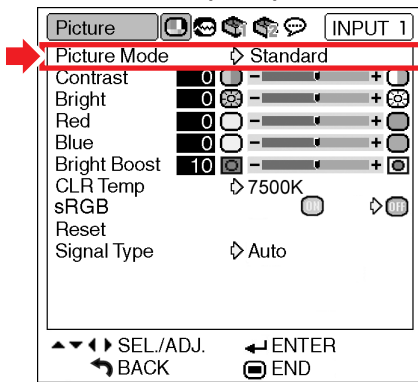 Picture INPUT 1
Picture Mode Standard
Contrast 0 - +
Bright 0 - +
Red 0 - +
Blue 0 - +
Bright Boost 10 - +
CLR Temp 7500K
sRGB ON OFF
Reset
Signal Type Auto
SEL./ADJ. ENTER
BACK END